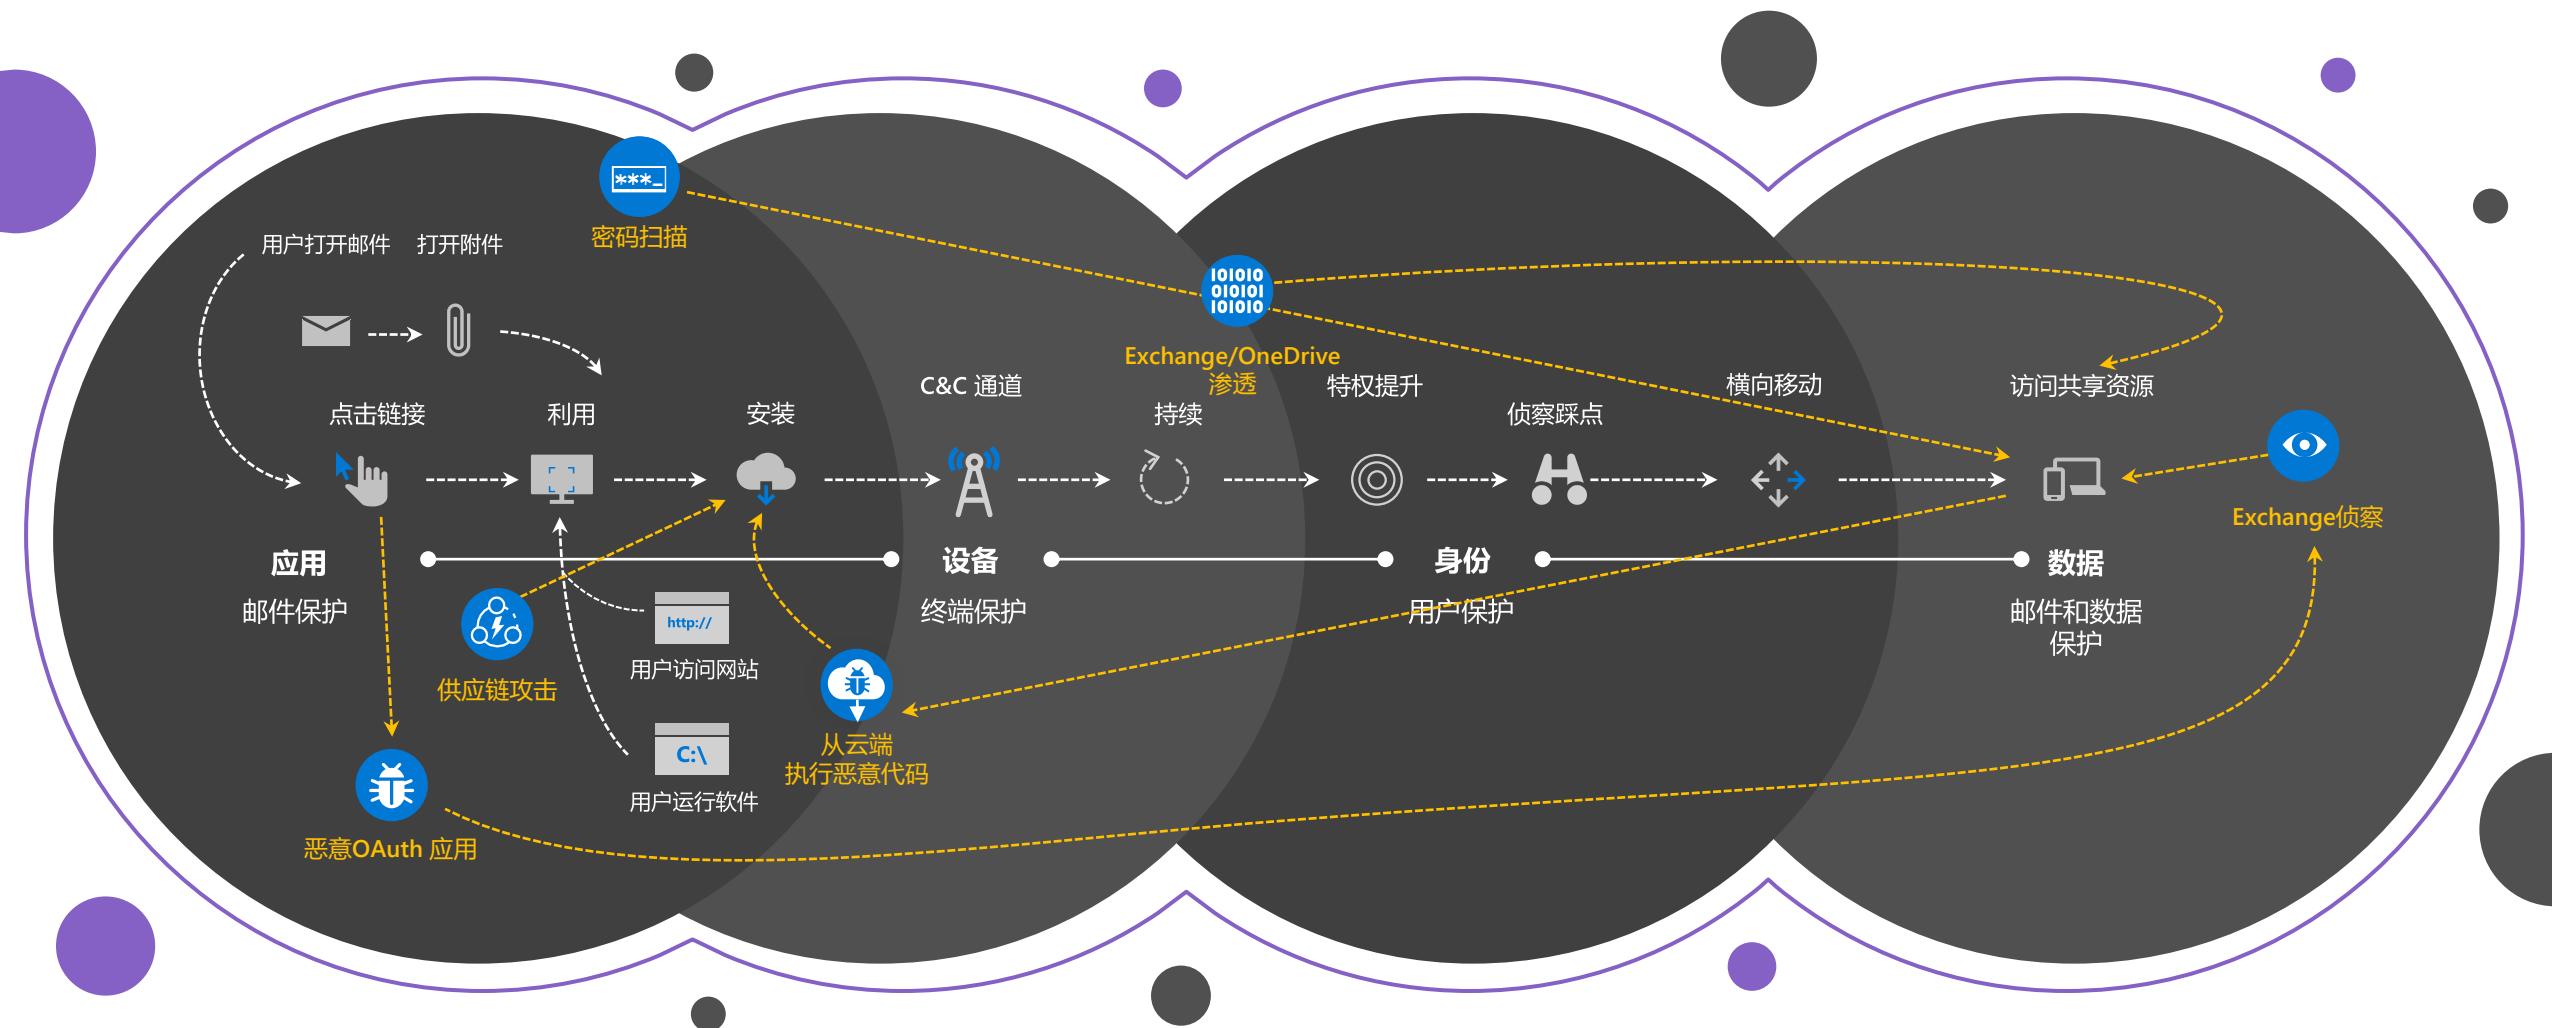 ***_
密码扫描
用户打开邮件
打开附件
01010
01010
Exchange/OneDrive
渗透
C&C 通道
特权提升
横向移动
访问共享资源
点击链接
利用
安装
持续
侦察踩点
Exchange侦察
应用
设备
身份
数据
邮件保护
终端保护
用户保护
邮件和数据
保护
http://
用户访问网站
供应链攻击
C:\
用户运行软件
从云端
执行恶意代码
恶意OAuth 应用